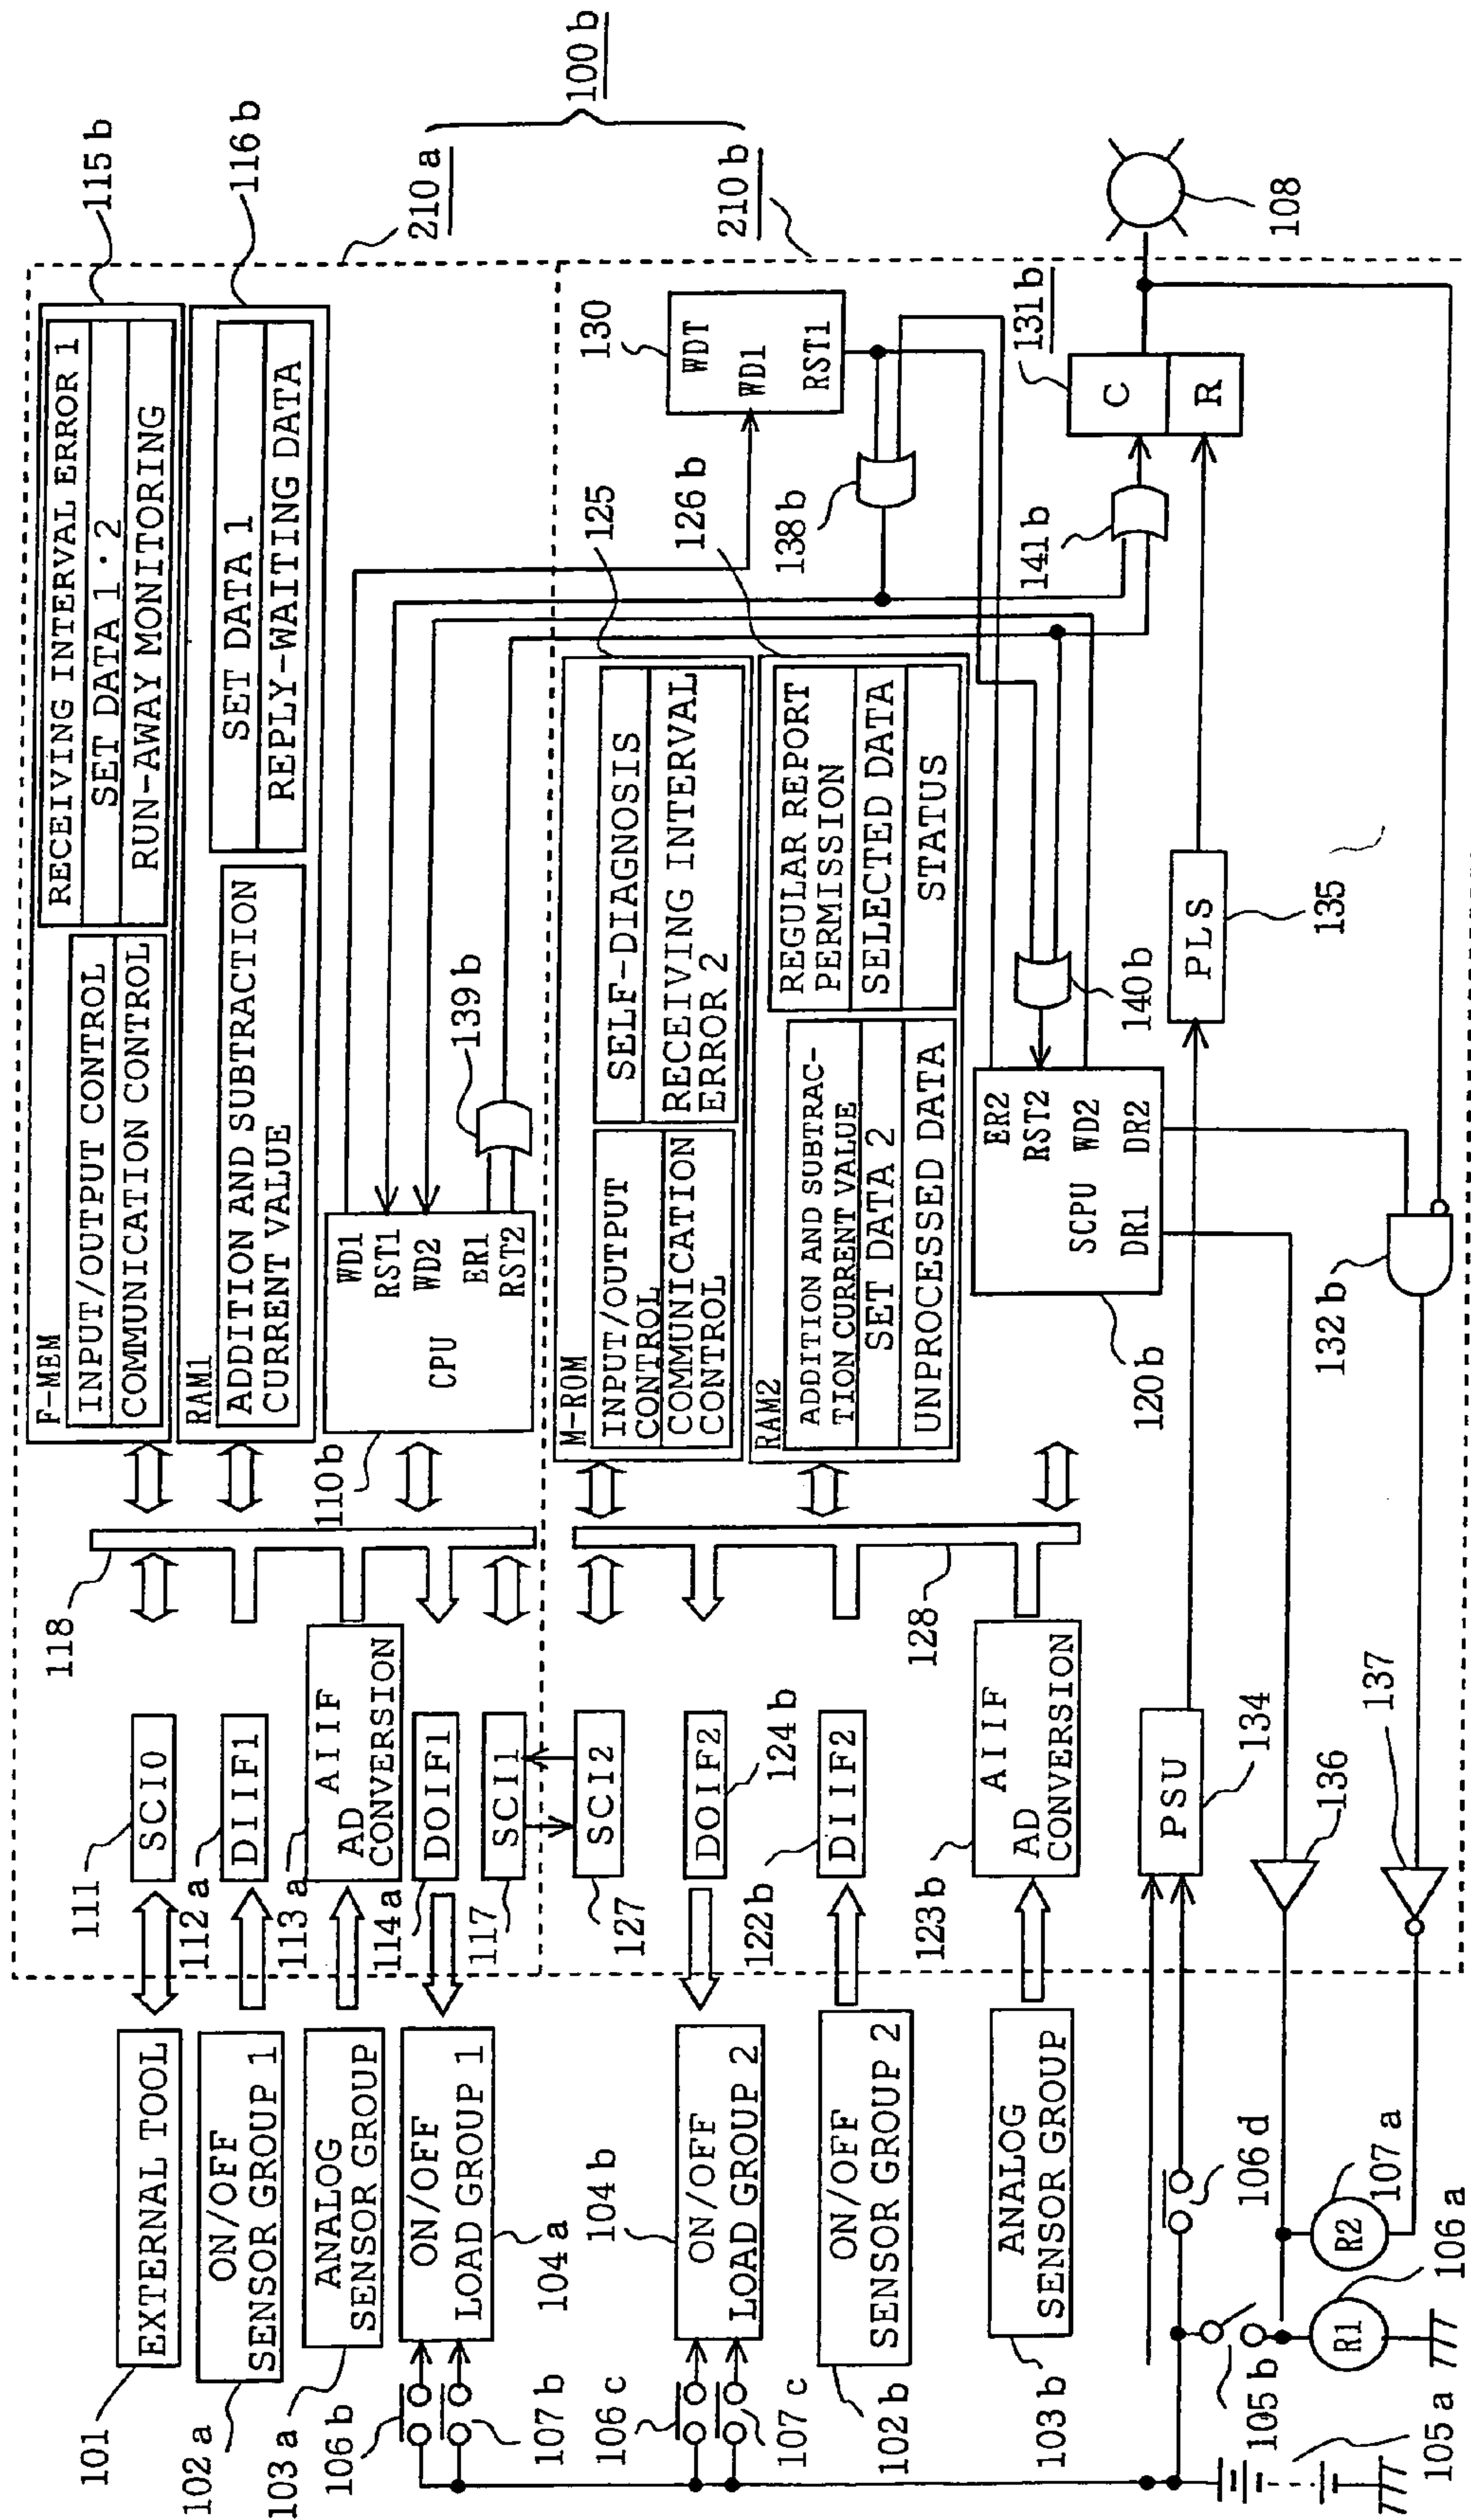 101
EXTERNAL TOOL
102a
ON/OFF
SENSOR GROUP 1
103a
ANALOG
SENSOR GROUP
106b
107b
ON/OFF
LOAD GROUP 1
104a
104b
106c
107c
ON/OFF
LOAD GROUP 2
102b
ON/OFF
SENSOR GROUP 2
103b
ANALOG
SENSOR GROUP
105b
105a
106d
R2
107a
R1
106a
111
SCI0
112a
DIIF1
113a
AIIF
AD
CONVERSION
114a
DOIF1
117
SCI1
127
SCI2
DOIF2
124b
122b
DIIF2
123b
AIIF
AD
CONVERSION
PSU
134
136
137
118
128
F-MEM
INPUT/OUTPUT CONTROL
COMMUNICATION CONTROL
RECEIVING INTERVAL ERROR 1
SET DATA 1·2
RUN-AWAY MONITORING
115b
RAM1
ADDITION AND SUBTRACTION
CURRENT VALUE
SET DATA 1
REPLY-WAITING DATA
116b
110b
CPU
WD1
RST1
WD2
ER1
RST2
139b
M-ROM
INPUT/OUTPUT
CONTROL
COMMUNICATION
CONTROL
SELF-DIAGNOSIS
RECEIVING INTERVAL
ERROR 2
125
RAM2
ADDITION AND SUBTRAC-
TION CURRENT VALUE
SET DATA 2
UNPROCESSED DATA
REGULAR REPORT
PERMISSION
SELECTED DATA
STATUS
126b
120b
SCPU
ER2
RST2
WD2
DR1
DR2
140b
PLS
135
132b
130
WDT
WD1
RST1
138b
141b
131b
C
R
108
210a
210b
100b